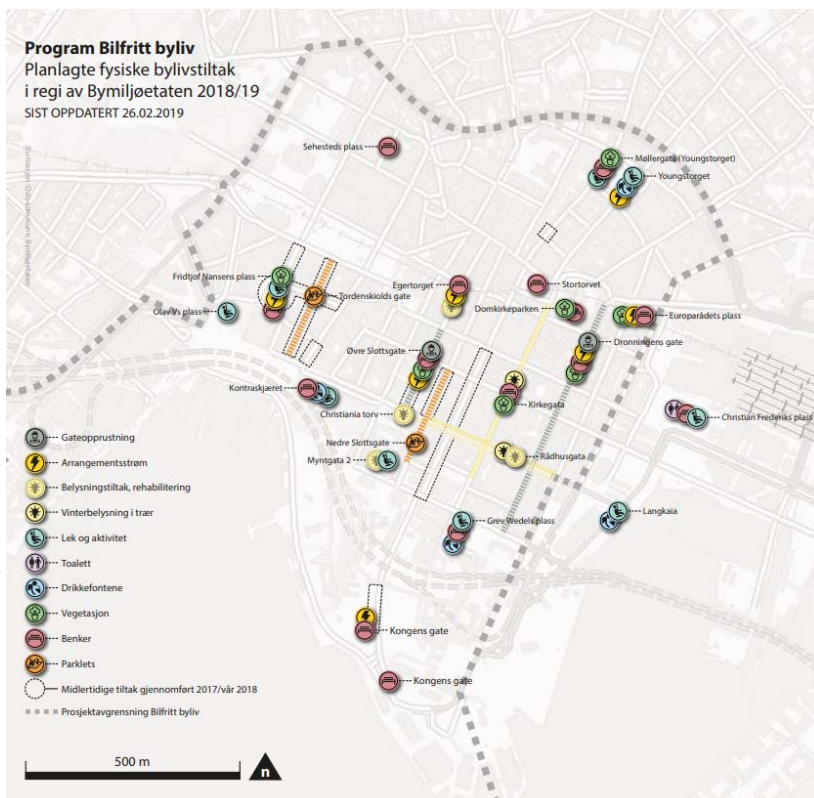 Program Bilfritt byliv
Planlagte fysiske bylivstiltak
i regi av Bymiljøetaten 2018/19
SIST OPPDATERT 26.02.2019
Sehesteds plass
Møllergata (Youngstorget)
Youngstorget
Fridtjof Nansens plass
Egertorget
Stortorvet
Tordenskiolds gate
Olav Vs plass
Domkirkeparken
Europarådets plass
Øvre Slottsgate
Dronningens gate
Kontraskjæret
Kirkegata
Christiania torv
Christian Frederiks plass
Nedre Slottsgate
Rådhusgata
Myntgata 2
Grev Wedels plass
Langkaia
Kongens gate
Kongens gate
Gateopprustning
Arrangementsstrøm
Belysningstiltak, rehabilitering
Vinterbelysning i trær
Lek og aktivitet
Toalett
Drikkefontene
Vegetasjon
Benker
Parklets
Midlertidige tiltak gjennomført 2017/vår 2018
Prosjektavgrensning Bilfritt byliv
500 m
n